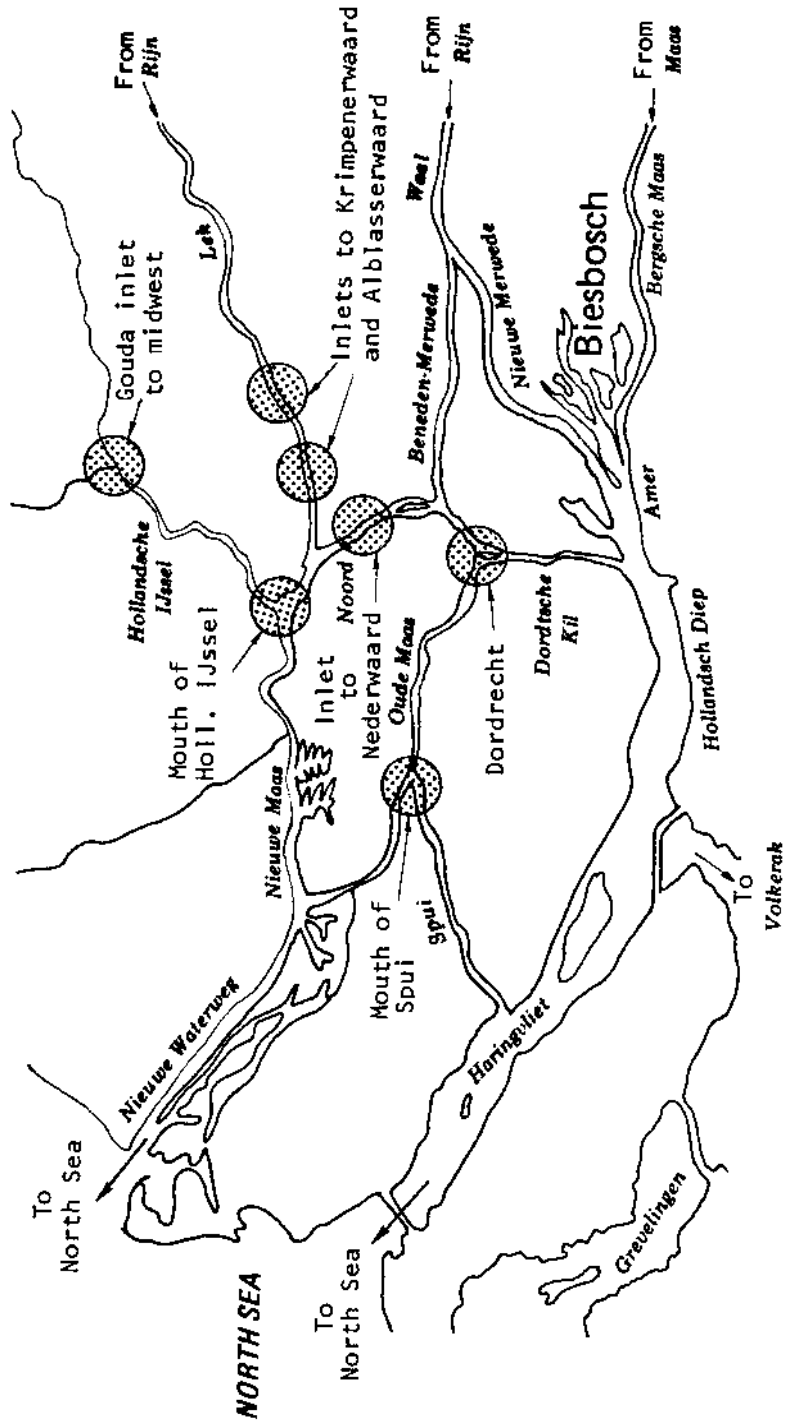 From
Rijn
Lek
Gouda inlet
to midwest
Inlets to Krimpenerwaard
and Alblasserwaard
From
Rijn
Waal
From
Maas
Bergsche Maas
Biesbosch
Nieuwe Merwede
Beneden-Merwede
Amer
Hollandsche
IJssel
Mouth of
Holl. IJssel
Noord
Inlet
to
Nederwaard
Oude Maas
Dordrecht
Dordtsche
Kil
Hollandsch Diep
Nieuwe Maas
Mouth of
Spui
Spui
To
Volkerak
Nieuwe Waterweg
Haringvliet
To
North Sea
NORTH SEA
To
North Sea
Grevelingen